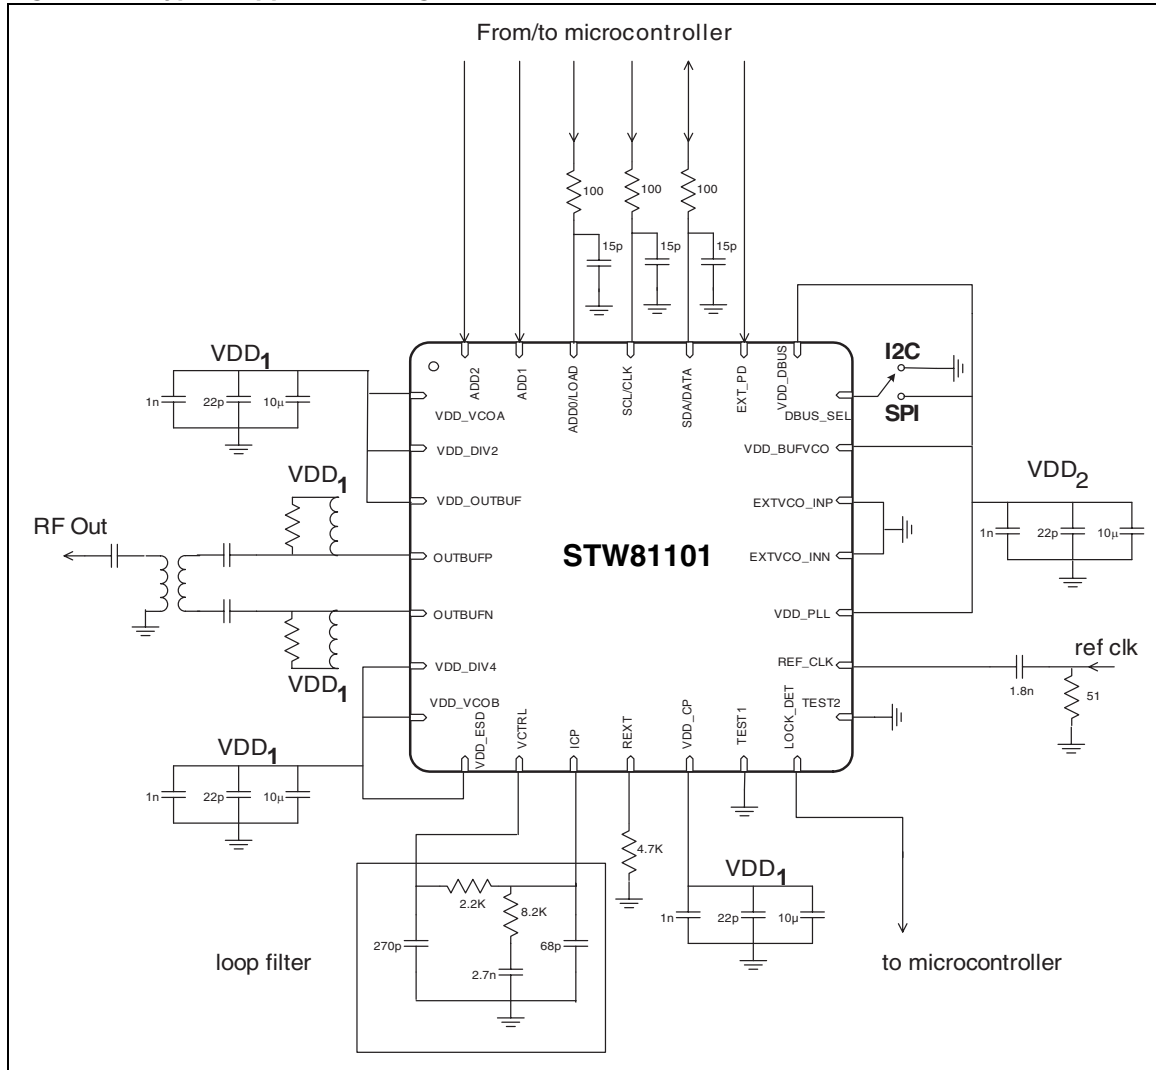 From/to microcontroller
100
100
100
15p
15p
15p
VDD1
1n
22p
10µ
ADD2
ADD1
ADD0/LOAD
SCL/CLK
SDA/DATA
EXT_PD
VDD_DBUS
I2C
SPI
DBUS_SEL
VDD_VCOA
VDD_DIV2
VDD_BUFVCO
VDD2
VDD1
VDD_OUTBUF
EXTVCO_INP
1n
22p
10µ
RF Out
OUTBUFP
STW81101
EXTVCO_INN
OUTBUFN
VDD_PLL
VDD_DIV4
REF_CLK
ref clk
VDD1
1.8n
51
VDD_VCOB
TEST2
VDD_ESD
VCTRL
ICP
REXT
VDD_CP
TEST1
LOCK_DET
VDD1
1n
22p
10µ
4.7K
VDD1
2.2K
8.2K
1n
22p
10µ
270p
68p
2.7n
loop filter
to microcontroller